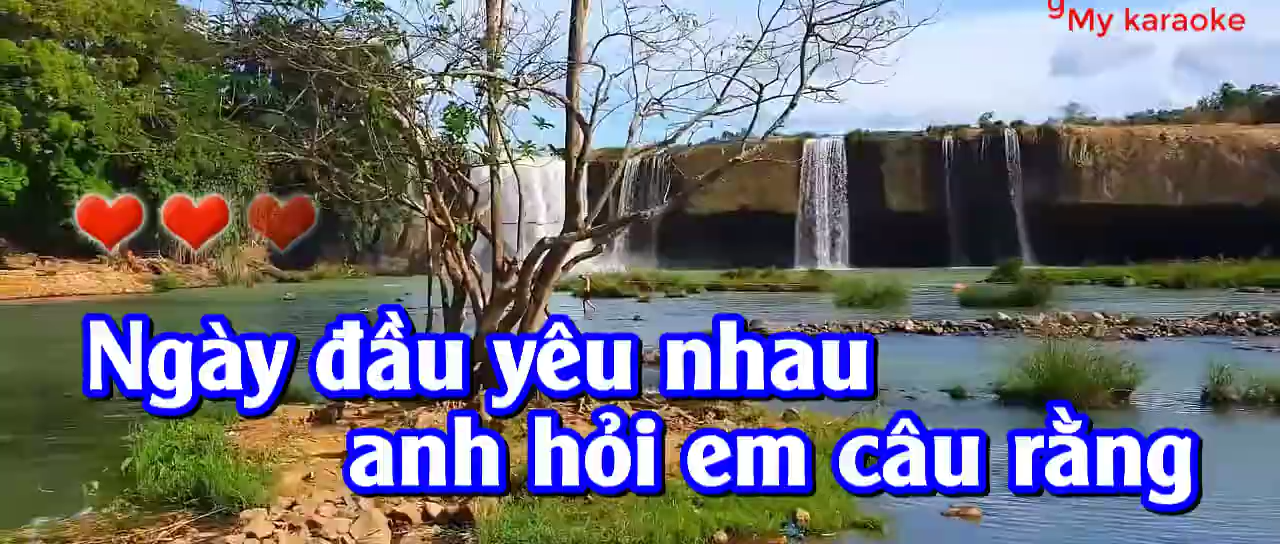 My karaoke
Ngày đầu yêu nhau
anh hỏi em câu rằng